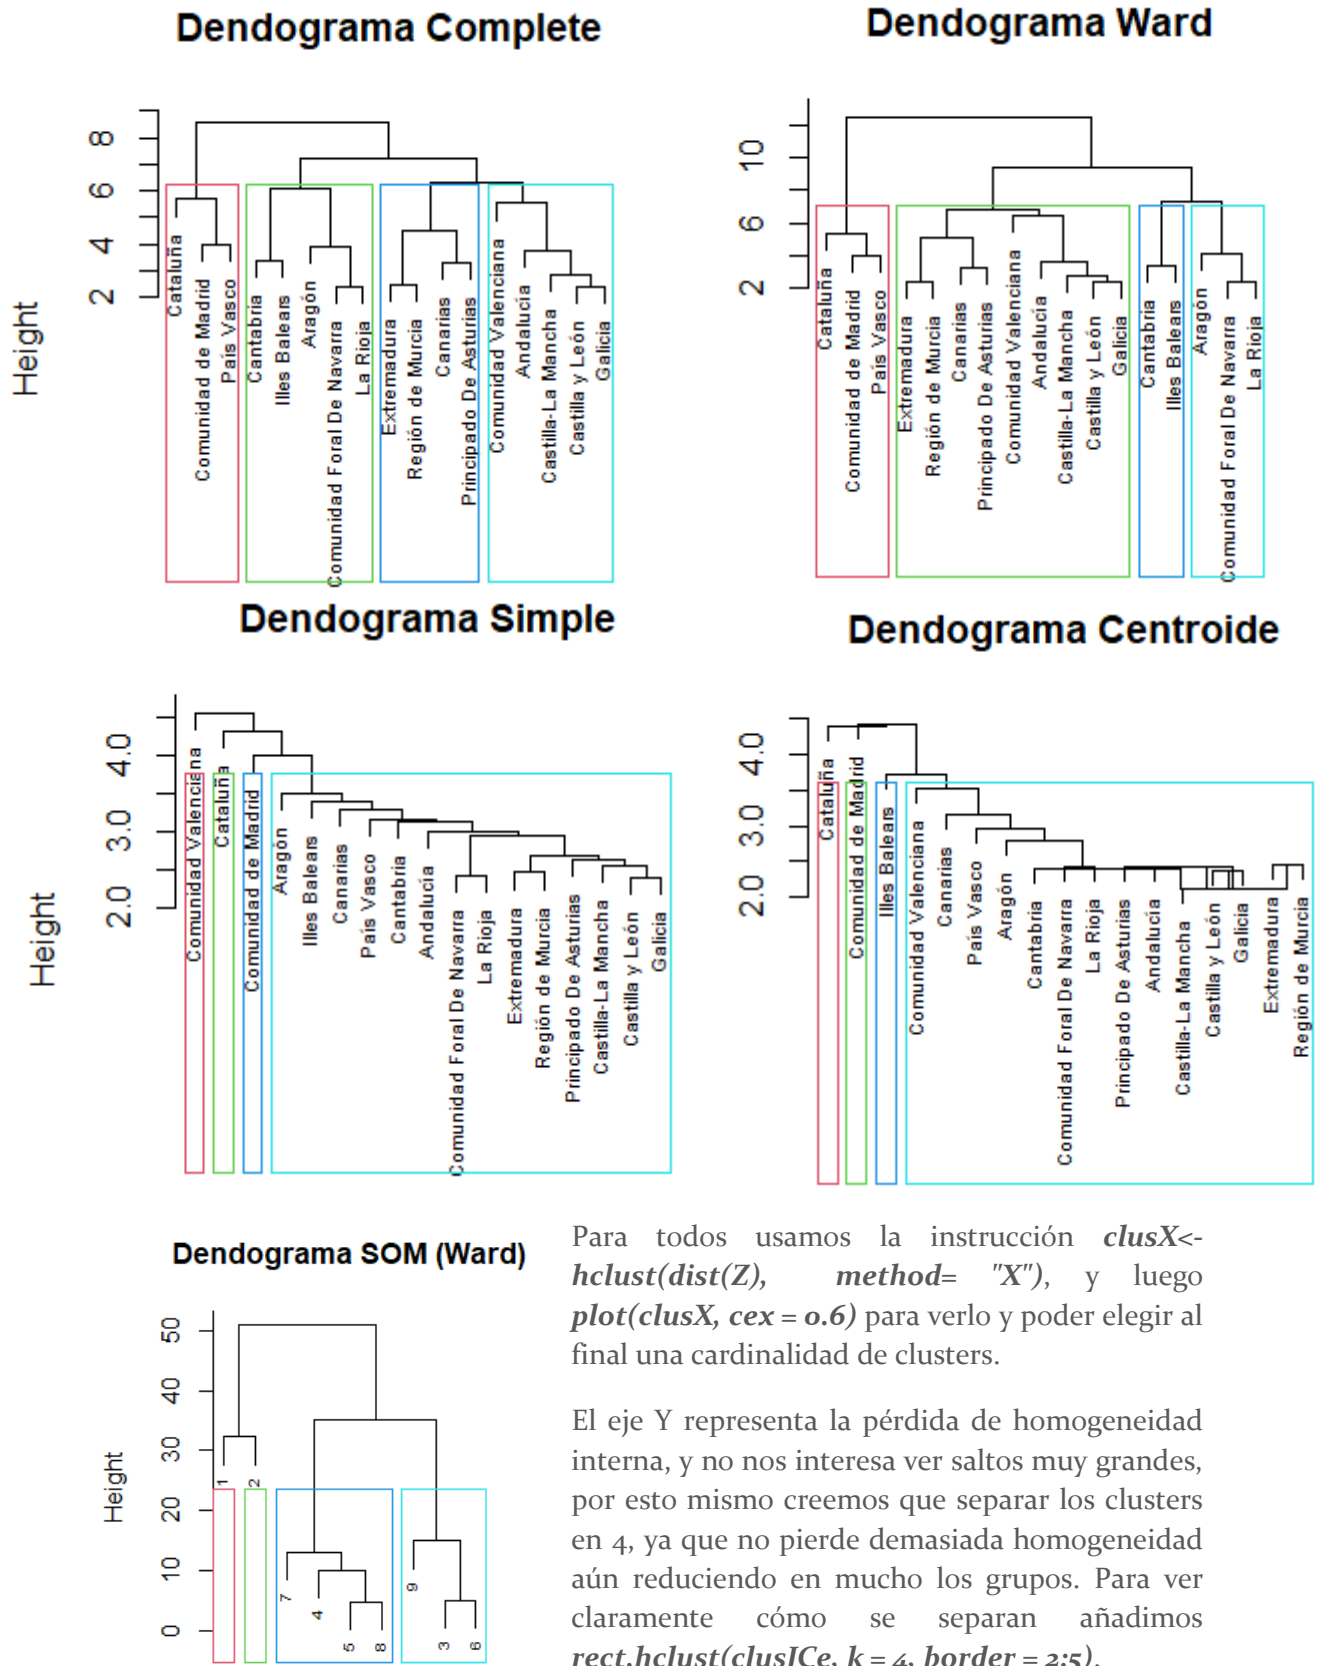 Dendograma Complete
Height
8
6
4
2
Cataluña
Comunidad de Madrid
País Vasco
Cantabria
Illes Balears
Aragón
Comunidad Foral De Navarra
La Rioja
Extremadura
Región de Murcia
Canarias
Principado De Asturias
Comunidad Valenciana
Andalucía
Castilla-La Mancha
Castilla y León
Galicia
Dendograma Ward
10
6
2
Cataluña
Comunidad de Madrid
País Vasco
Extremadura
Región de Murcia
Canarias
Principado De Asturias
Comunidad Valenciana
Andalucía
Castilla-La Mancha
Castilla y León
Galicia
Cantabria
Illes Balears
Aragón
Comunidad Foral De Navarra
La Rioja
Dendograma Simple
Height
4.0
3.0
2.0
Comunidad Valenciana
Cataluña
Comunidad de Madrid
Aragón
Illes Balears
Canarias
País Vasco
Cantabria
Andalucía
Comunidad Foral De Navarra
La Rioja
Extremadura
Región de Murcia
Principado De Asturias
Castilla-La Mancha
Castilla y León
Galicia
Dendograma Centroide
4.0
3.0
2.0
Cataluña
Comunidad de Madrid
Illes Balears
Comunidad Valenciana
Canarias
País Vasco
Aragón
Cantabria
Comunidad Foral De Navarra
La Rioja
Principado De Asturias
Andalucía
Castilla-La Mancha
Castilla y León
Galicia
Extremadura
Región de Murcia
Dendograma SOM (Ward)
Height
50
40
30
20
10
0
1
2
7
4
5
8
9
3
6
Para todos usamos la instrucción clusX<-
hclust(dist(Z), method= "X"), y luego
plot(clusX, cex = 0.6) para verlo y poder elegir al
final una cardinalidad de clusters.
El eje Y representa la pérdida de homogeneidad
interna, y no nos interesa ver saltos muy grandes,
por esto mismo creemos que separar los clusters
en 4, ya que no pierde demasiada homogeneidad
aún reduciendo en mucho los grupos. Para ver
claramente cómo se separan añadimos
rect.hclust(clusJCe, k = 4, border = 2:5).